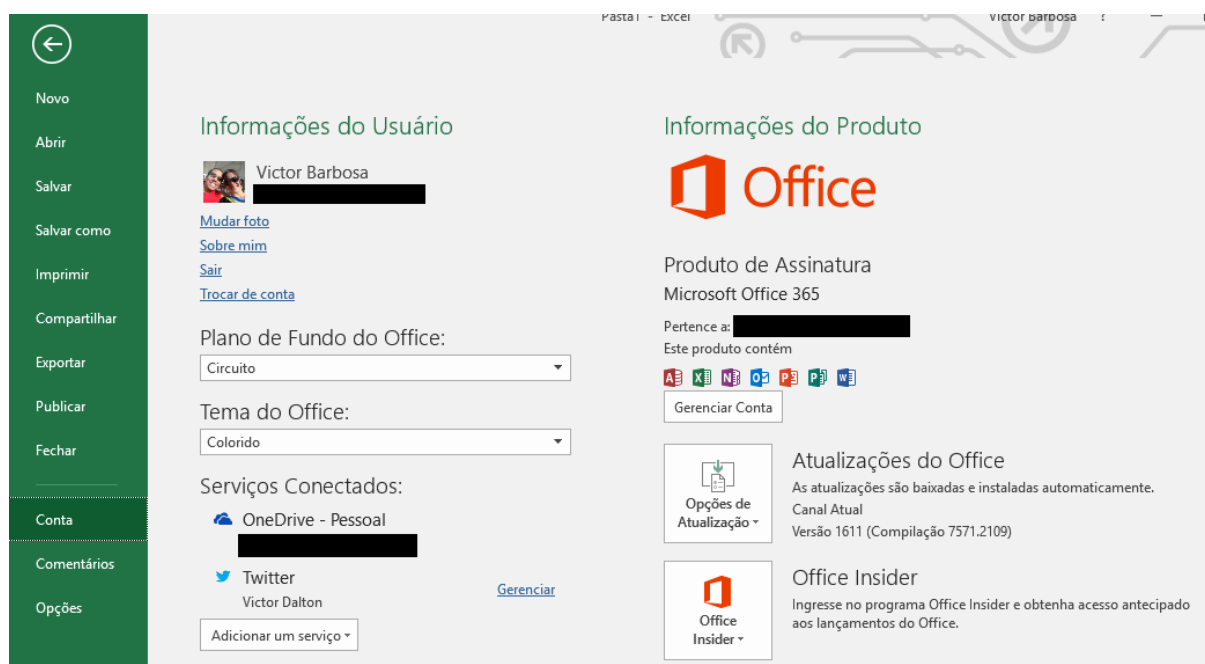 Pasta1 - Excel
Victor Barbosa ?
Novo
Abrir
Salvar
Salvar como
Imprimir
Compartilhar
Exportar
Publicar
Fechar
Conta
Comentários
Opções
Informações do Usuário
Victor Barbosa
Mudar foto
Sobre mim
Sair
Trocar de conta
Plano de Fundo do Office:
Circuito
Tema do Office:
Colorido
Serviços Conectados:
OneDrive - Pessoal
Twitter
Victor Dalton
Gerenciar
Adicionar um serviço
Informações do Produto
Office
Produto de Assinatura
Microsoft Office 365
Pertence a:
Este produto contém
Gerenciar Conta
Opções de
Atualização
Atualizações do Office
As atualizações são baixadas e instaladas automaticamente.
Canal Atual
Versão 1611 (Compilação 7571.2109)
Office
Insider
Office Insider
Ingresse no programa Office Insider e obtenha acesso antecipado
aos lançamentos do Office.